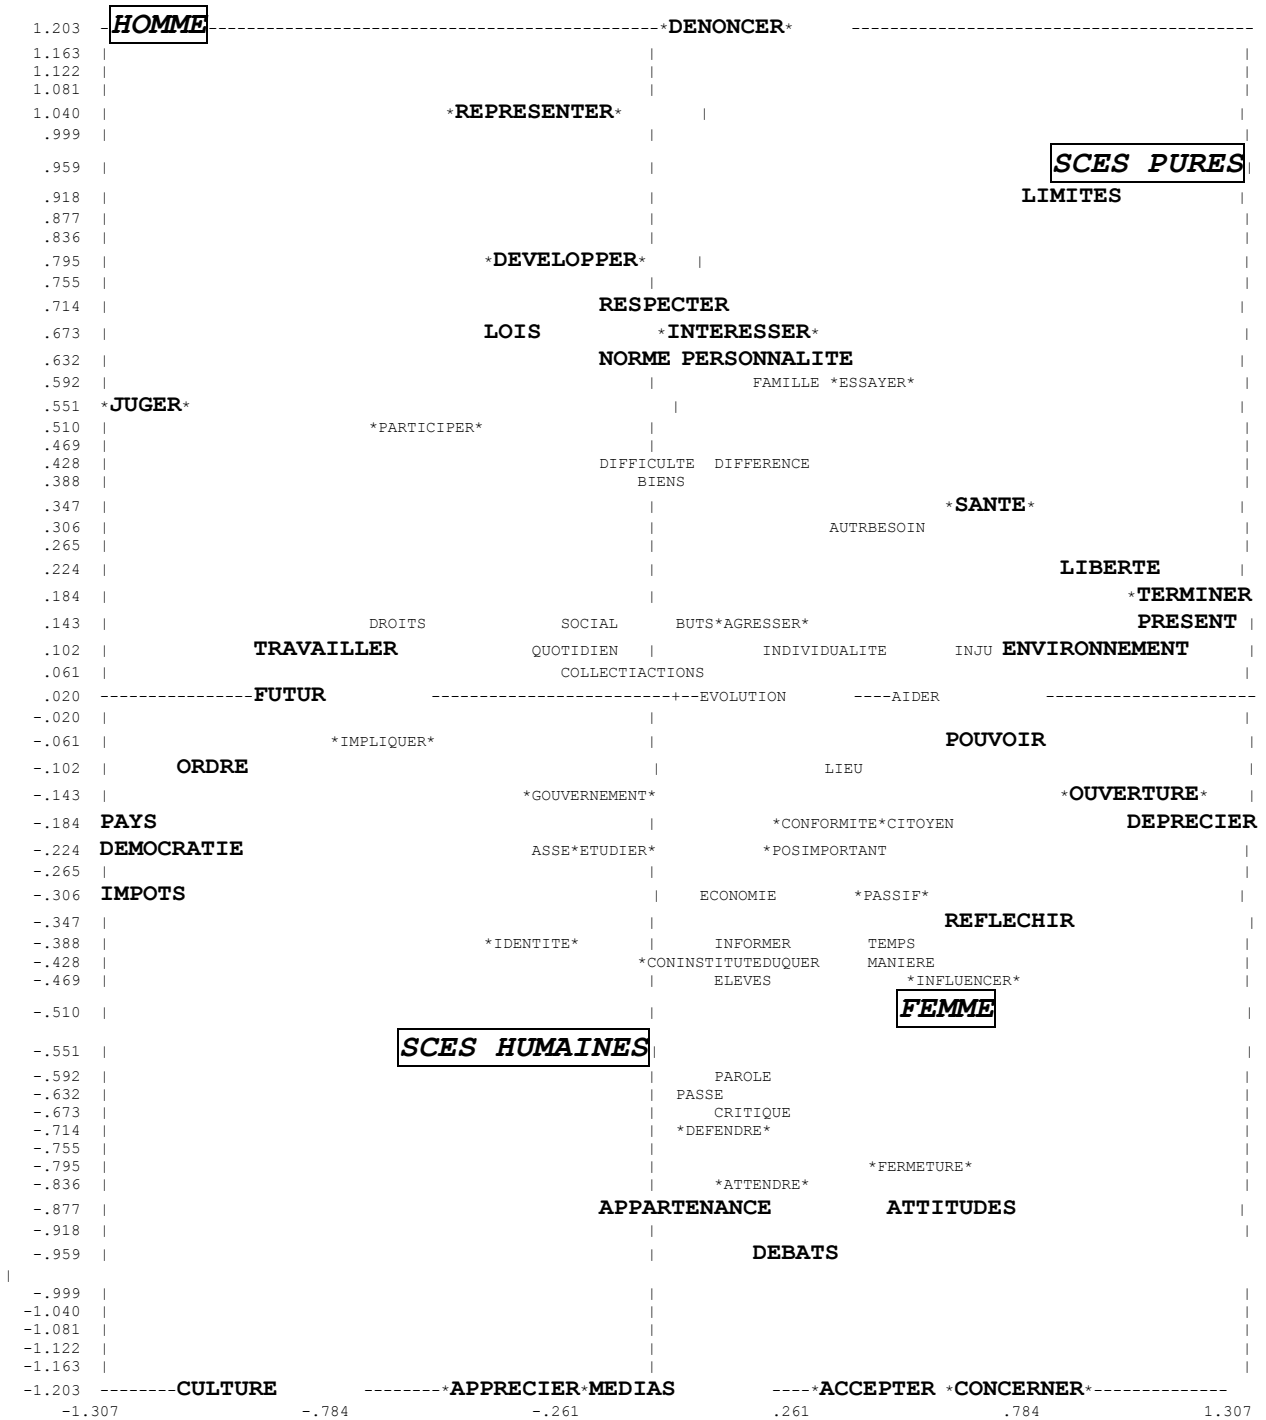 1.203 -HOMME-----------------------------------------------*DENONCER* ------------------------------------------
1.163 | | |
1.122 | | |
1.081 | | |
1.040 | *REPRESENTER* | |
.999 | | |
.959 | | SCES PURES|
.918 | | LIMITES |
.877 | | |
.836 | | |
.795 | *DEVELOPPER* | |
.755 | | |
.714 | RESPECTER |
.673 | LOIS *INTERESSER* |
.632 | NORME PERSONNALITE |
.592 | | FAMILLE *ESSAYER* |
.551 *JUGER* | |
.510 | *PARTICIPER* | |
.469 | | |
.428 | DIFFICULTE DIFFERENCE |
.388 | BIENS |
.347 | | *SANTE* |
.306 | | AUTRBESOIN |
.265 | | |
.224 | | LIBERTE |
.184 | | *TERMINER
.143 | DROITS SOCIAL BUTS*AGRESSER* PRESENT |
.102 | TRAVAILLER QUOTIDIEN | INDIVIDUALITE INJU ENVIRONNEMENT |
.061 | COLLECTIACTIONS |
.020 ----------------FUTUR -------------------------+--EVOLUTION ----AIDER ----------------------
-.020 | | |
-.061 | *IMPLIQUER* | POUVOIR |
-.102 | ORDRE | LIEU |
-.143 | *GOUVERNEMENT* *OUVERTURE* |
-.184 PAYS | *CONFORMITE*CITOYEN DEPRECIER
-.224 DEMOCRATIE ASSE*ETUDIER* *POSIMPORTANT |
-.265 | | |
-.306 IMPOTS | ECONOMIE *PASSIF* |
-.347 | | REFLECHIR |
-.388 | *IDENTITE* | INFORMER TEMPS |
-.428 | *CONINSTITUTEDUQUER MANIERE |
-.469 | | ELEVES *INFLUENCER* |
-.510 | | FEMME |
-.551 | SCES HUMAINES| |
-.592 | | PAROLE |
-.632 | | PASSE |
-.673 | | CRITIQUE |
-.714 | | *DEFENDRE* |
-.755 | | |
-.795 | | *FERMETURE* |
-.836 | | *ATTENDRE* |
-.877 | APPARTENANCE ATTITUDES |
-.918 | | |
-.959 | | DEBATS
|
-.999 | | |
-1.040 | | |
-1.081 | | |
-1.122 | | |
-1.163 | | |
-1.203 --------CULTURE --------*APPRECIER*MEDIAS ----*ACCEPTER *CONCERNER*--------------
-1.307 -.784 -.261 .261 .784 1.307